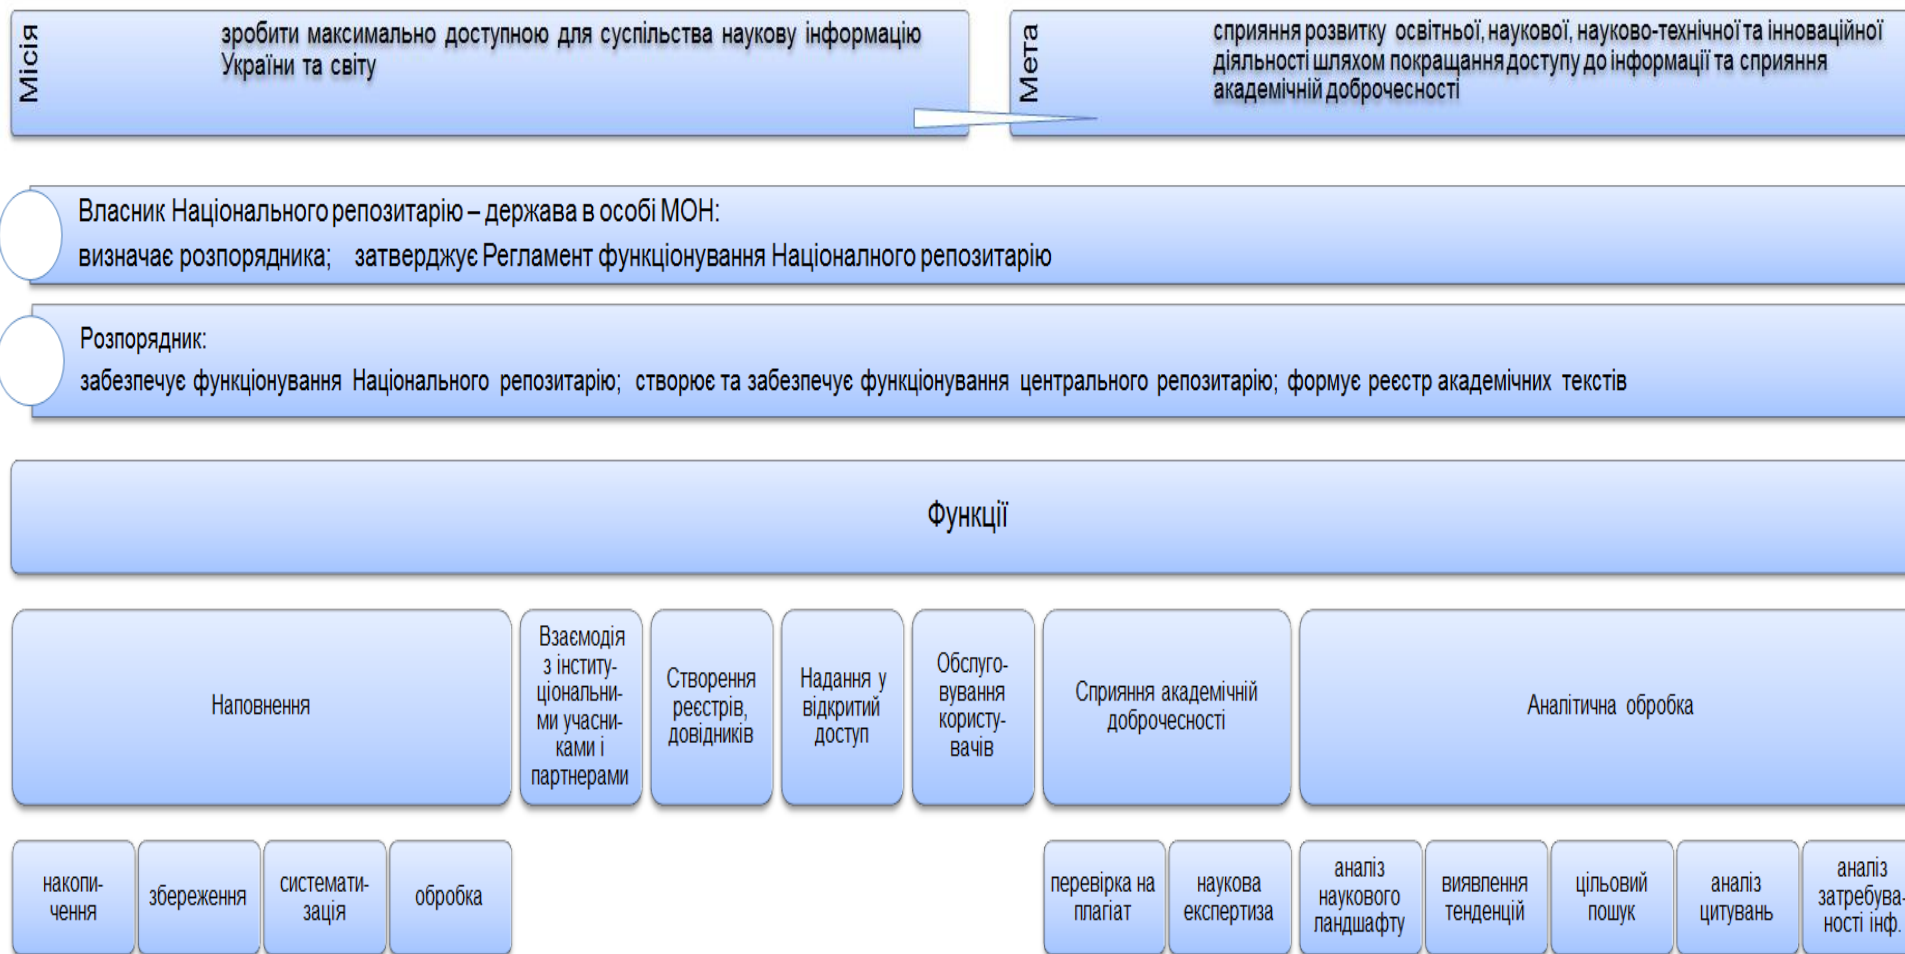 Місія
зробити максимально доступною для суспільства наукову інформацію
України та світу
Мета
сприяння розвитку освітньої, наукової, науково-технічної та інноваційної
діяльності шляхом покращання доступу до інформації та сприяння
академічній доброчесності
Власник Національного репозитарію – держава в особі МОН:
визначає розпорядника; затверджує Регламент функціонування Націоналного репозитарію
Розпорядник:
забезпечує функціонування Національного репозитарію; створює та забезпечує функціонування центрального репозитарію; формує реєстр академічних текстів
Функції
Наповнення
Взаємодія
з інститу-
ціональни-
ми учасни-
ками і
партнерами
Створення
реєстрів,
довідників
Надання у
відкритий
доступ
Обслуго-
вування
користу-
вачів
Сприяння академічній
доброчесності
Аналітична обробка
накопи-
чення
збереження
системати-
зація
обробка
перевірка на
плагіат
наукова
експертиза
аналіз
наукового
ландшафту
виявлення
тенденцій
цільовий
пошук
аналіз
цитувань
аналіз
затребува-
ності інф.